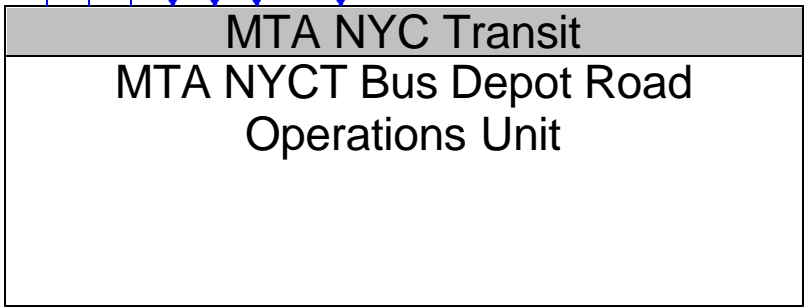 MTA NYC Transit
MTA NYCT Bus Depot Road
Operations Unit